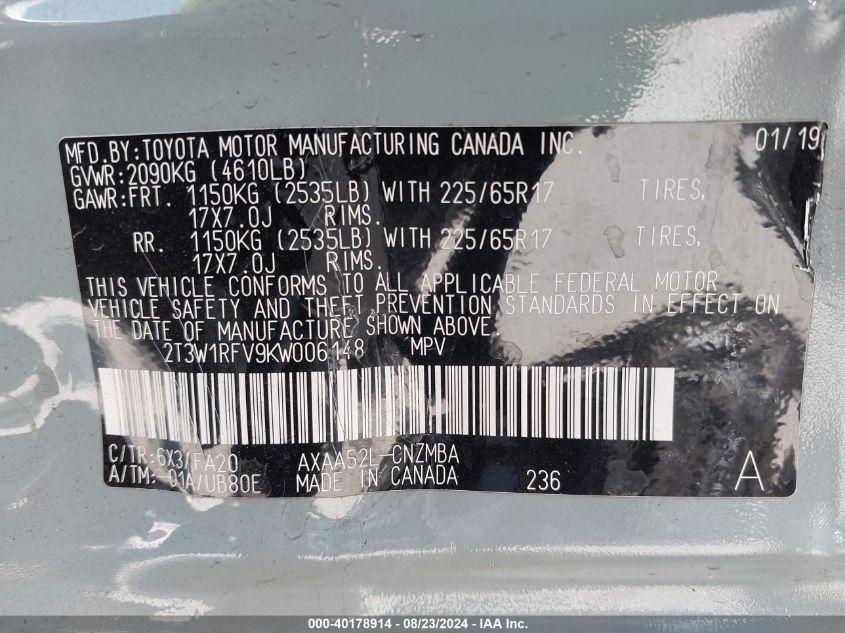 MFD.BY:TOYOTA MOTOR MANUFACTURING CANADA INC. 01/19
GVWR:2090KG (4610LB)
GAWR:FRT. 1150KG (2535LB) WITH 225/65R17 TIRES,
17X7.0J RIMS.
RR. 1150KG (2535LB) WITH 225/65R17 TIRES,
17X7.0J RIMS.
THIS VEHICLE CONFORMS TO ALL APPLICABLE FEDERAL MOTOR
VEHICLE SAFETY AND THEFT PREVENTION STANDARDS IN EFFECT ON
THE DATE OF MANUFACTURE SHOWN ABOVE.
2T3W1RFV9KW006148 MPV
C/TR:6X3/FA20 AXAA52L-CNZMBA
A/TM:-01A/UB80E MADE IN CANADA 236 A
000-40178914 - 08/23/2024 - IAAI.COM